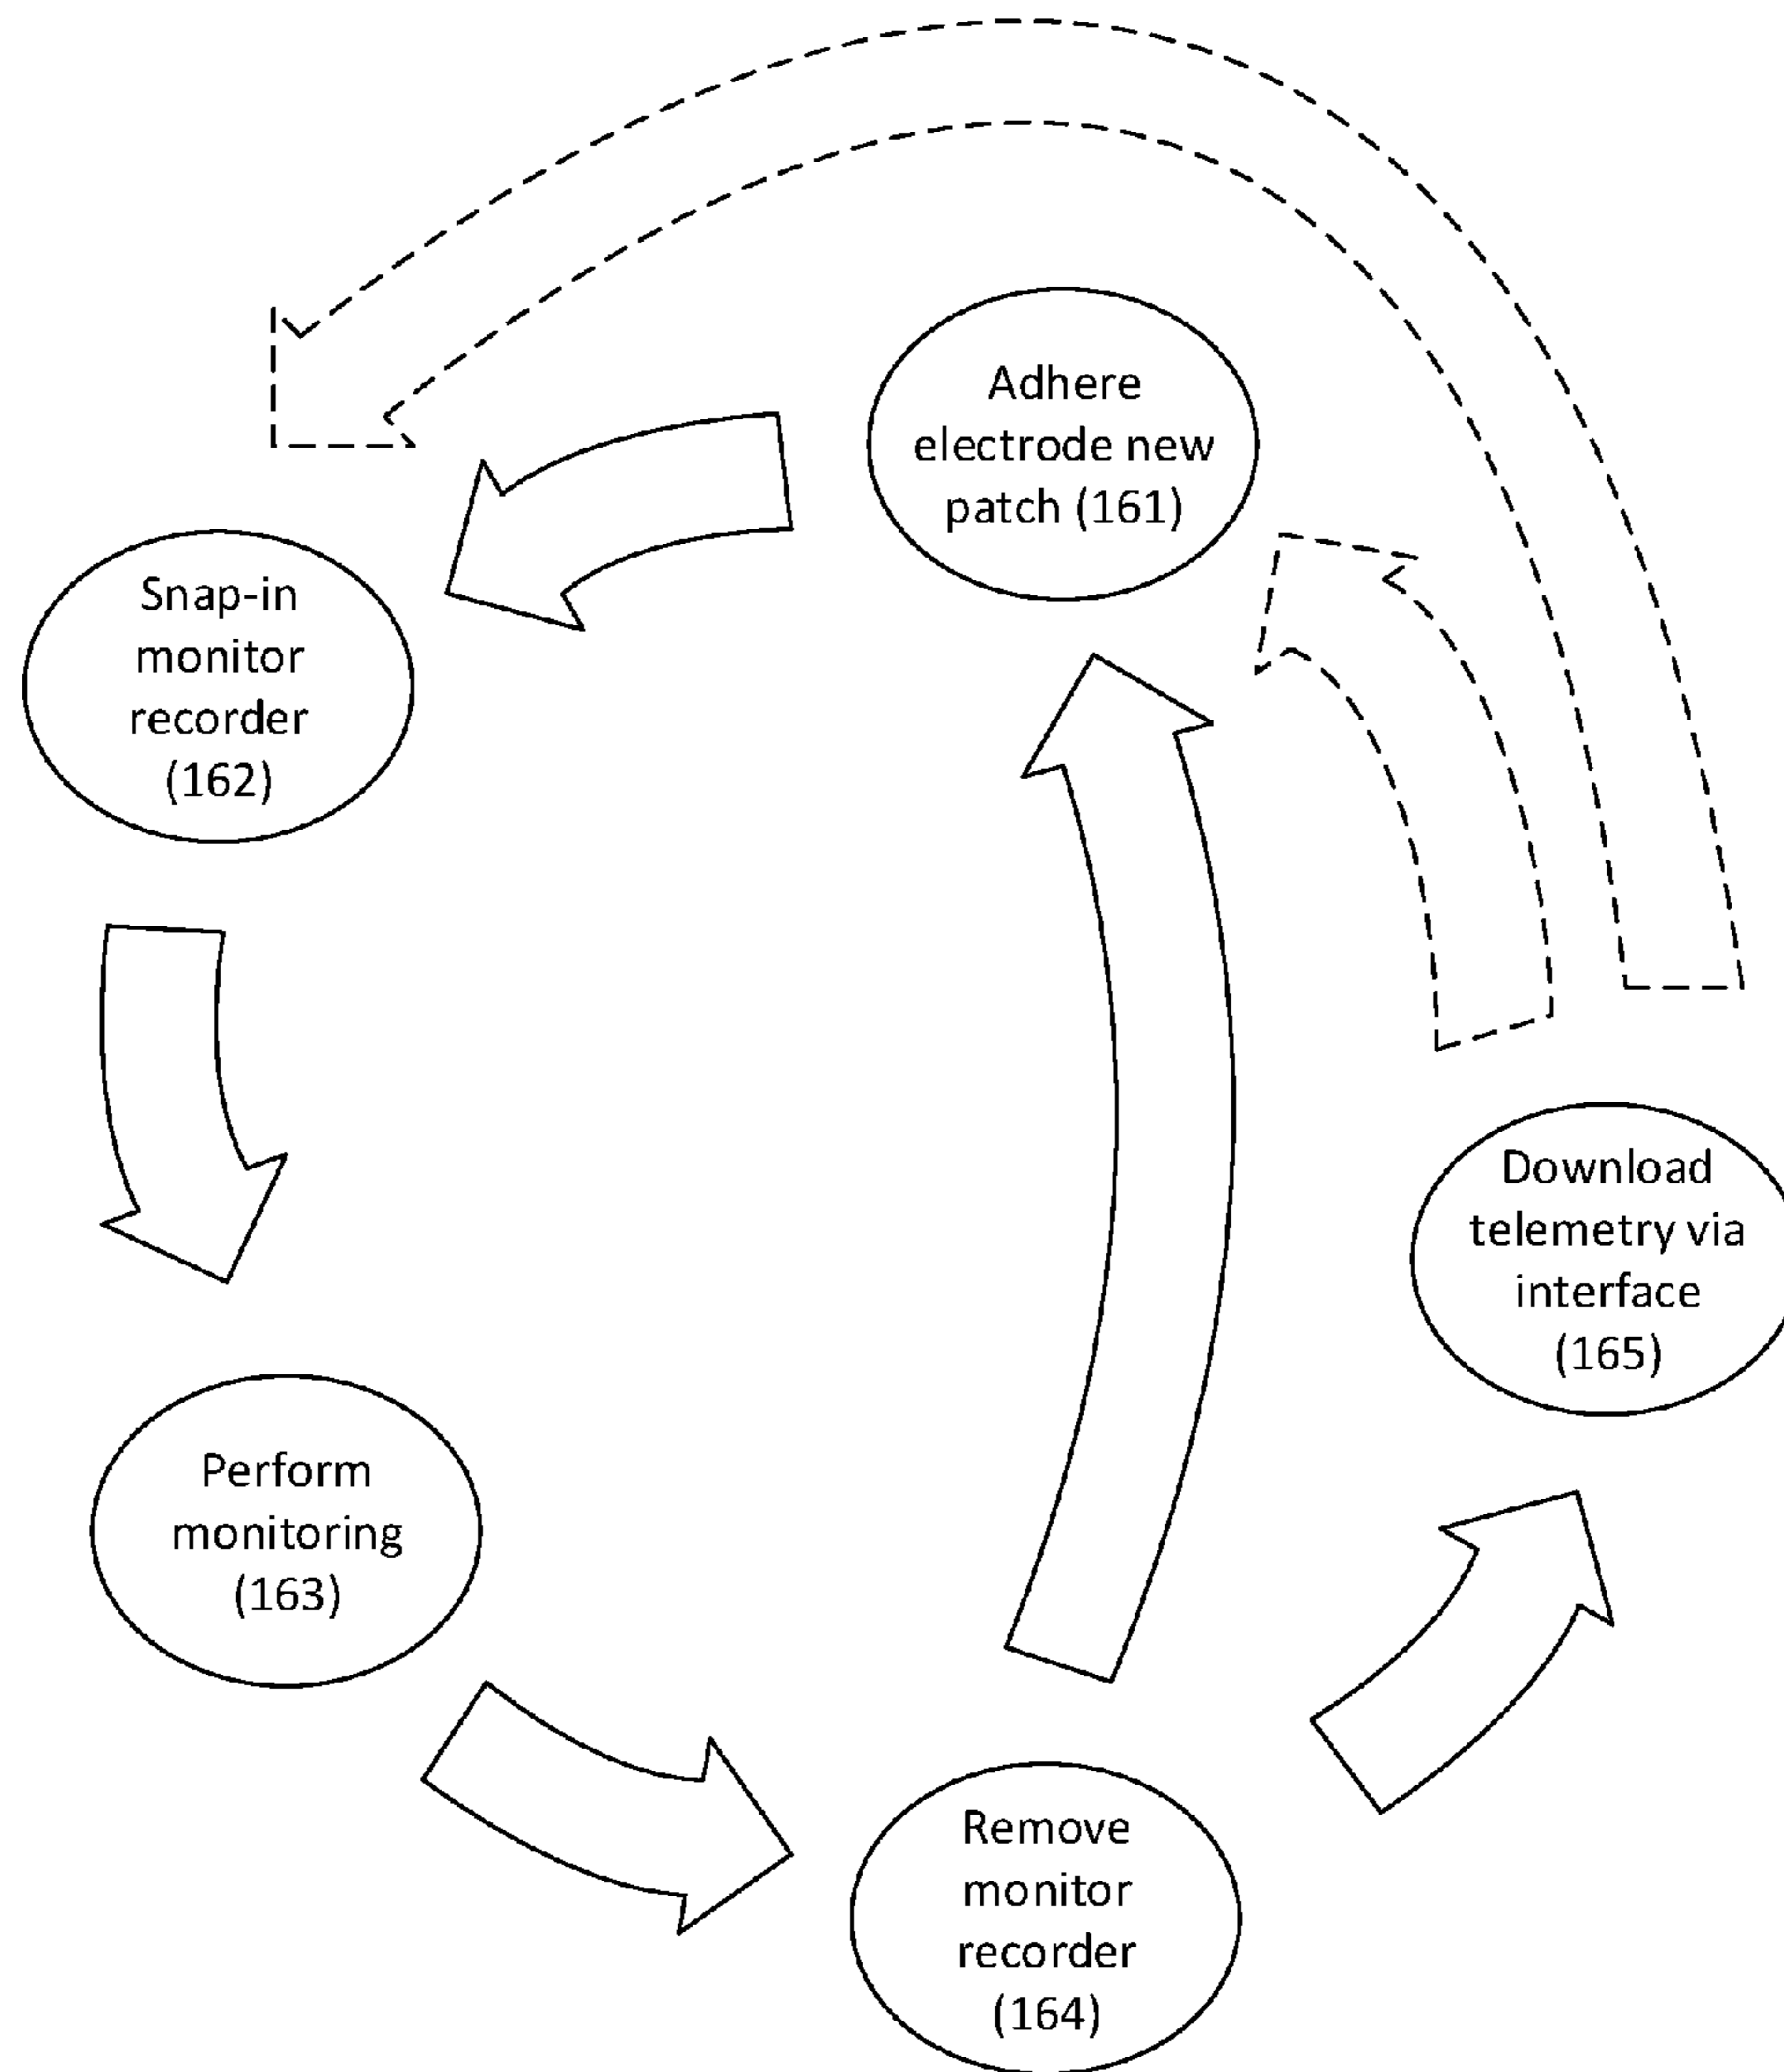 Adhere
electrode new
patch (161)
Snap-in
monitor
recorder
(162)
Perform
monitoring
(163)
Remove
monitor
recorder
(164)
Download
telemetry via
interface
(165)